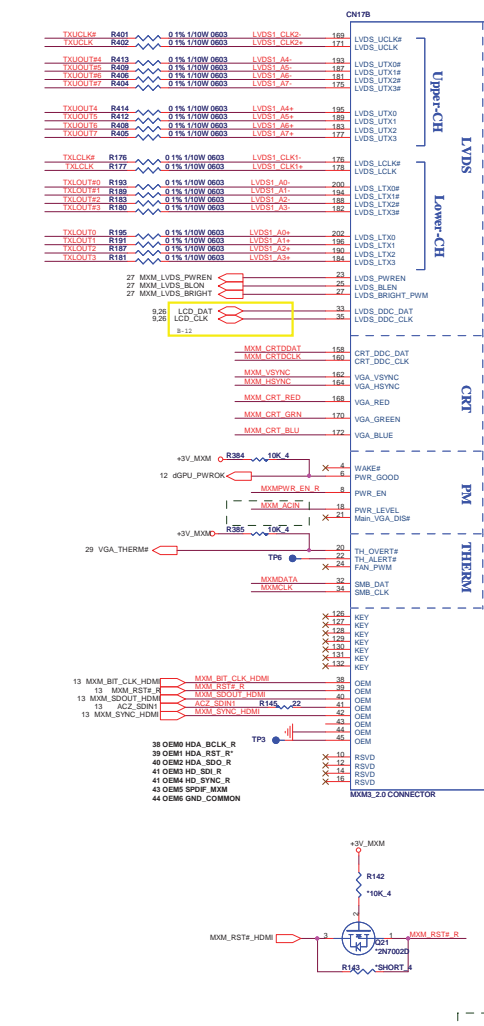 CN17B
TXUCLK# R401 0 1% 1/10W 0603 LVDS1_CLK2- 169 LVDS_UCLK#
TXUCLK R402 0 1% 1/10W 0603 LVDS1_CLK2+ 171 LVDS_UCLK
TXUOUT#4 R413 0 1% 1/10W 0603 LVDS1_A4- 193 LVDS_UTX0#
TXUOUT#5 R409 0 1% 1/10W 0603 LVDS1_A5- 187 LVDS_UTX1#
TXUOUT#6 R406 0 1% 1/10W 0603 LVDS1_A6- 181 LVDS_UTX2#
TXUOUT#7 R404 0 1% 1/10W 0603 LVDS1_A7- 175 LVDS_UTX3#
TXUOUT4 R414 0 1% 1/10W 0603 LVDS1_A4+ 195 LVDS_UTX0
TXUOUT5 R412 0 1% 1/10W 0603 LVDS1_A5+ 189 LVDS_UTX1
TXUOUT6 R408 0 1% 1/10W 0603 LVDS1_A6+ 183 LVDS_UTX2
TXUOUT7 R405 0 1% 1/10W 0603 LVDS1_A7+ 177 LVDS_UTX3
Upper-CH
LVDS
TXLCLK# R176 0 1% 1/10W 0603 LVDS1_CLK1- 176 LVDS_LCLK#
TXLCLK R177 0 1% 1/10W 0603 LVDS1_CLK1+ 178 LVDS_LCLK
TXLOUT#0 R193 0 1% 1/10W 0603 LVDS1_A0- 200 LVDS_LTX0#
TXLOUT#1 R189 0 1% 1/10W 0603 LVDS1_A1- 194 LVDS_LTX1#
TXLOUT#2 R183 0 1% 1/10W 0603 LVDS1_A2- 188 LVDS_LTX2#
TXLOUT#3 R180 0 1% 1/10W 0603 LVDS1_A3- 182 LVDS_LTX3#
Lower-CH
TXLOUT0 R195 0 1% 1/10W 0603 LVDS1_A0+ 202 LVDS_LTX0
TXLOUT1 R191 0 1% 1/10W 0603 LVDS1_A1+ 196 LVDS_LTX1
TXLOUT2 R187 0 1% 1/10W 0603 LVDS1_A2+ 190 LVDS_LTX2
TXLOUT3 R181 0 1% 1/10W 0603 LVDS1_A3+ 184 LVDS_LTX3
27 MXM_LVDS_PWREN 23 LVDS_PWREN
27 MXM_LVDS_BLON 25 LVDS_BLEN
27 MXM_LVDS_BRIGHT 27 LVDS_BRIGHT_PWM
9,26 LCD_DAT 33 LVDS_DDC_DAT
9,26 LCD_CLK 35 LVDS_DDC_CLK
B-12
MXM_CRTDDAT 158 CRT_DDC_DAT
MXM_CRTDCLK 160 CRT_DDC_CLK
MXM_VSYNC 162 VGA_VSYNC
MXM_HSYNC 164 VGA_HSYNC
CRT
MXM_CRT_RED 168 VGA_RED
MXM_CRT_GRN 170 VGA_GREEN
MXM_CRT_BLU 172 VGA_BLUE
+3V_MXM R384 10K_4
4 WAKE#
12 dGPU_PWROK 6 PWR_GOOD
MXMPWR_EN_R 8 PWR_EN
PM
MXM_ACIN 18 PWR_LEVEL
21 Main_VGA_DIS#
+3V_MXM R385 10K_4
29 VGA_THERM# 20 TH_OVERT#
TP6 22 TH_ALERT#
24 FAN_PWM
THERM
MXMDATA 32 SMB_DAT
MXMCLK 34 SMB_CLK
126 KEY
127 KEY
128 KEY
129 KEY
130 KEY
131 KEY
132 KEY
13 MXM_BIT_CLK_HDMI MXM_BIT_CLK_HDMI 38 OEM
13 MXM_RST#_R MXM_RST#_R 39 OEM
13 MXM_SDOUT_HDMI MXM_SDOUT_HDMI 40 OEM
13 ACZ_SDIN1 ACZ_SDIN1 R145 22 41 OEM
13 MXM_SYNC_HDMI MXM_SYNC_HDMI 42 OEM
43 OEM
44 OEM
TP3 45 OEM
38 OEM0 HDA_BCLK_R
39 OEM1 HDA_RST_R*
40 OEM2 HDA_SDO_R
41 OEM3 HD_SDI_R
41 OEM4 HD_SYNC_R
43 OEM5 SPDIF_MXM
44 OEM6 GND_COMMON
10 RSVD
12 RSVD
14 RSVD
16 RSVD
MXM3_2.0 CONNECTOR
+3V_MXM
R142
*10K_4
2
MXM_RST#_HDMI 3 1 MXM_RST#_R
Q21
*2N7002D
R143 *SHORT_4